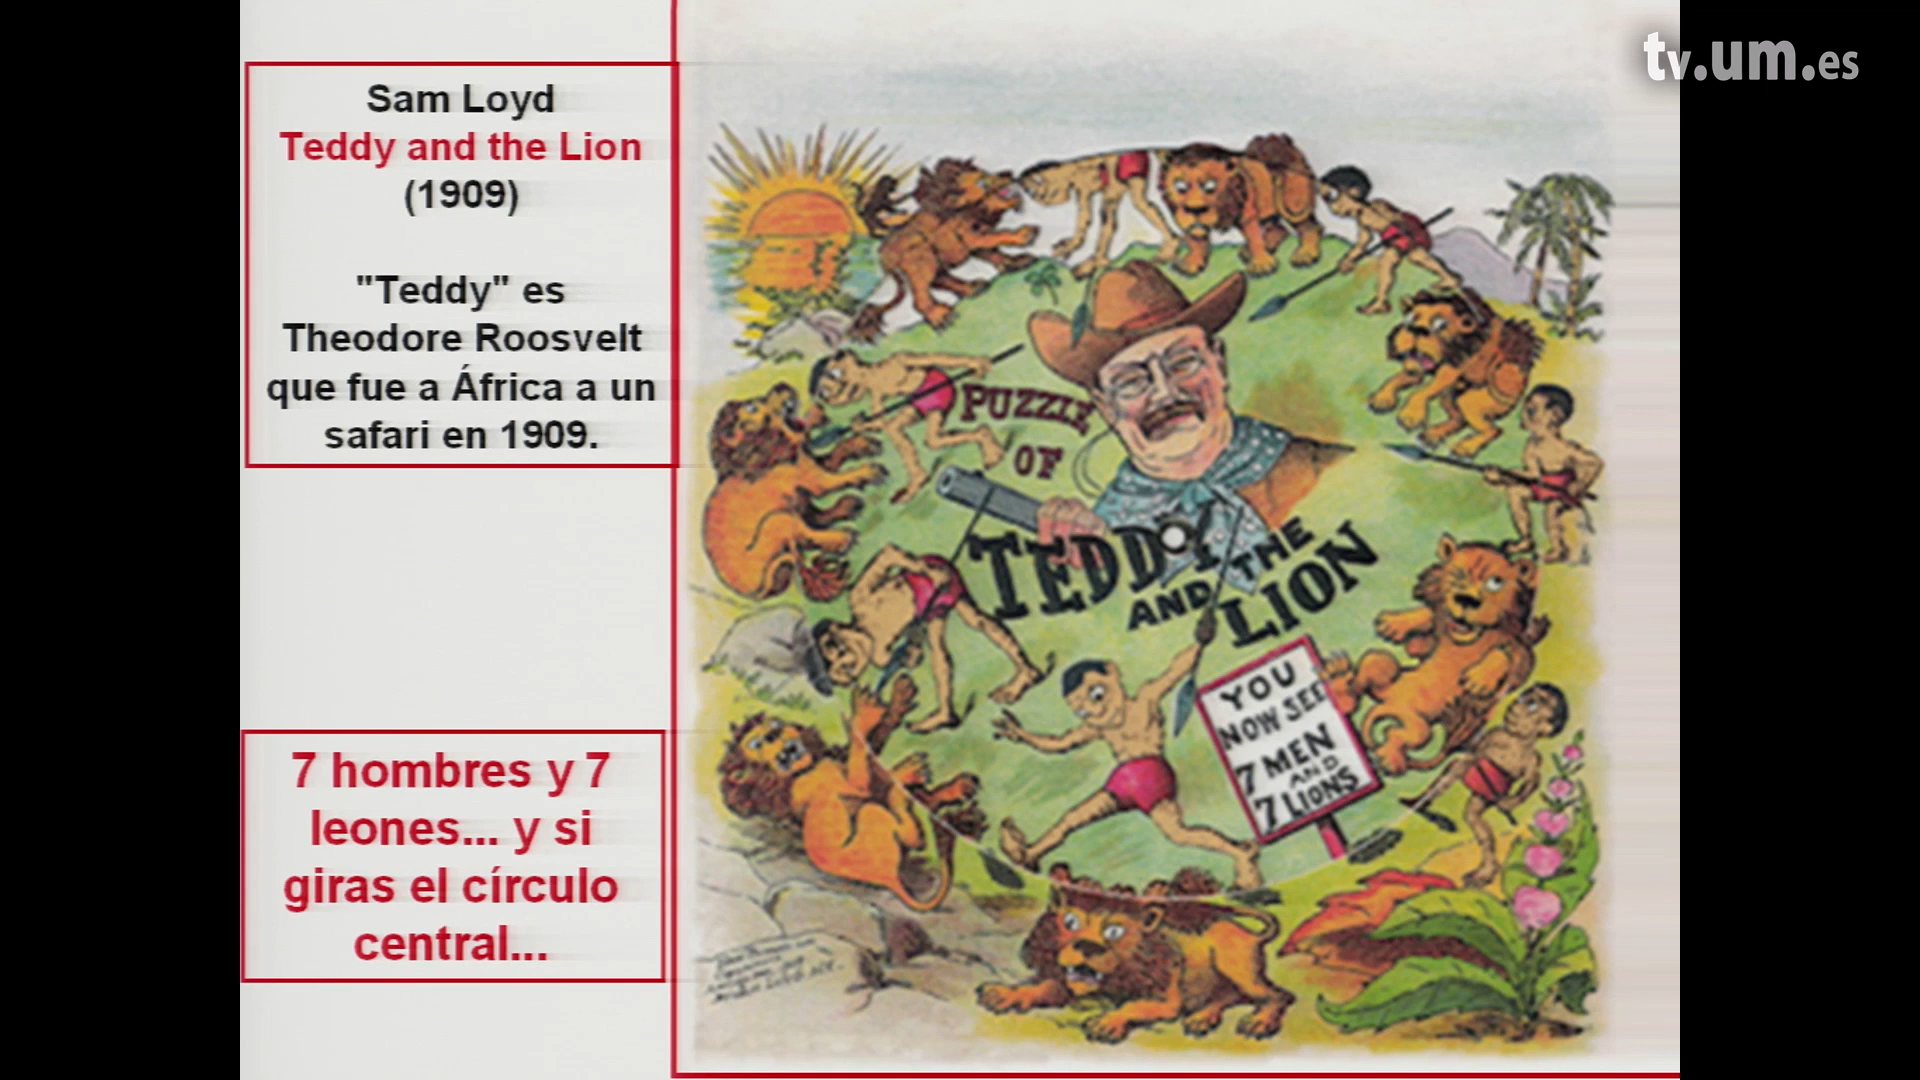 tv.um.es
Sam Loyd
Teddy and the Lion
(1909)
"Teddy" es
Theodore Roosvelt
que fue a África a un
safari en 1909.
7 hombres y 7
leones... y si
giras el círculo
central...
PUZZLE
OF
TEDDY
AND THE
LION
YOU
NOW SEE
7 MEN
AND
7 LIONS